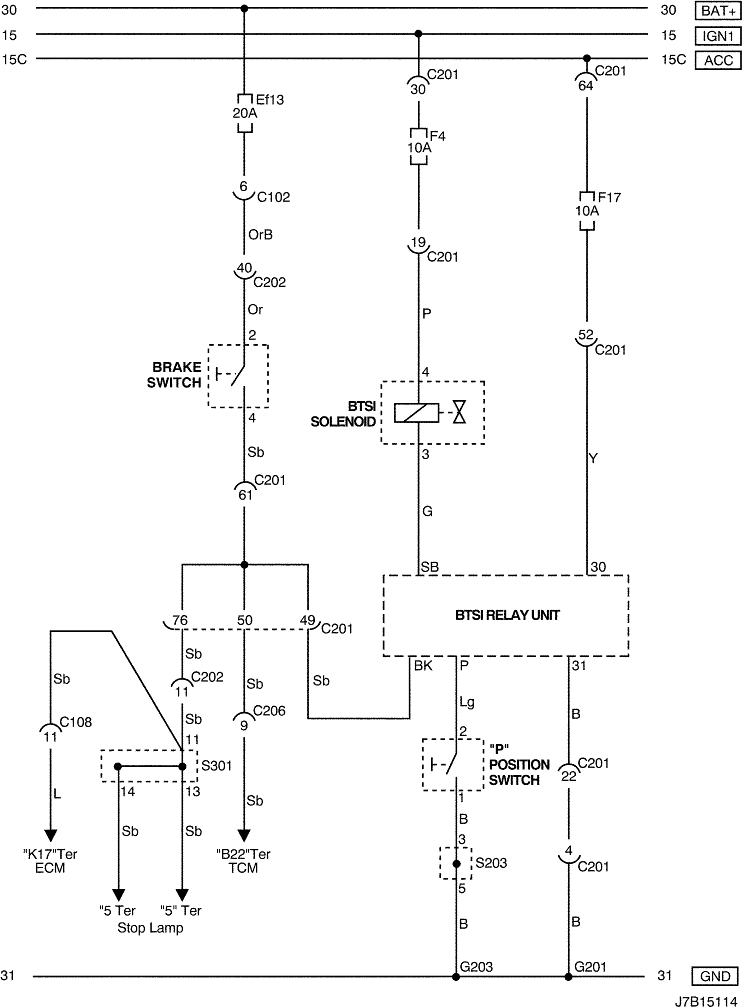 30 30 BAT+
15 15 IGN1
15C 15C ACC
C201 C201
30 64
Ef13
20A
F4
10A
6
C102
F17
10A
OrB
19
C201
40
C202
Or
P
2
52
C201
BRAKE
SWITCH
4
4
BTSI
SOLENOID
Sb
3
C201
61
Y
G
SB 30
BTSI RELAY UNIT
76 50 49
C201
BK P 31
Sb Sb Sb Sb
C202
11
Lg
B
C108
11
Sb
C206
9
2
11
"P"
POSITION
SWITCH
S301
C201
22
14 13
1
L
Sb
B
Sb Sb
3
4
"K17"Ter
ECM
"B22"Ter
TCM
S203
C201
5
"5 Ter "5" Ter
Stop Lamp
B B
G203 G201
31 31 GND
J7B15114